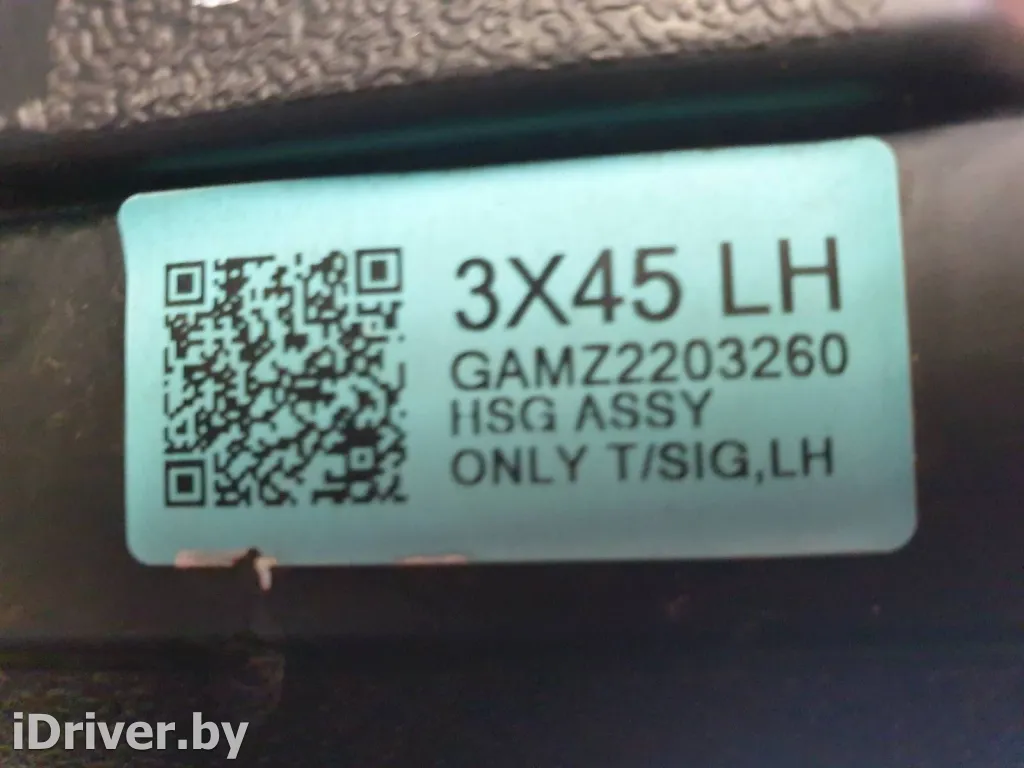 3X45 LH
GAMZ2203260
HSG ASSY
ONLY T/SIG,LH
iDriver.by